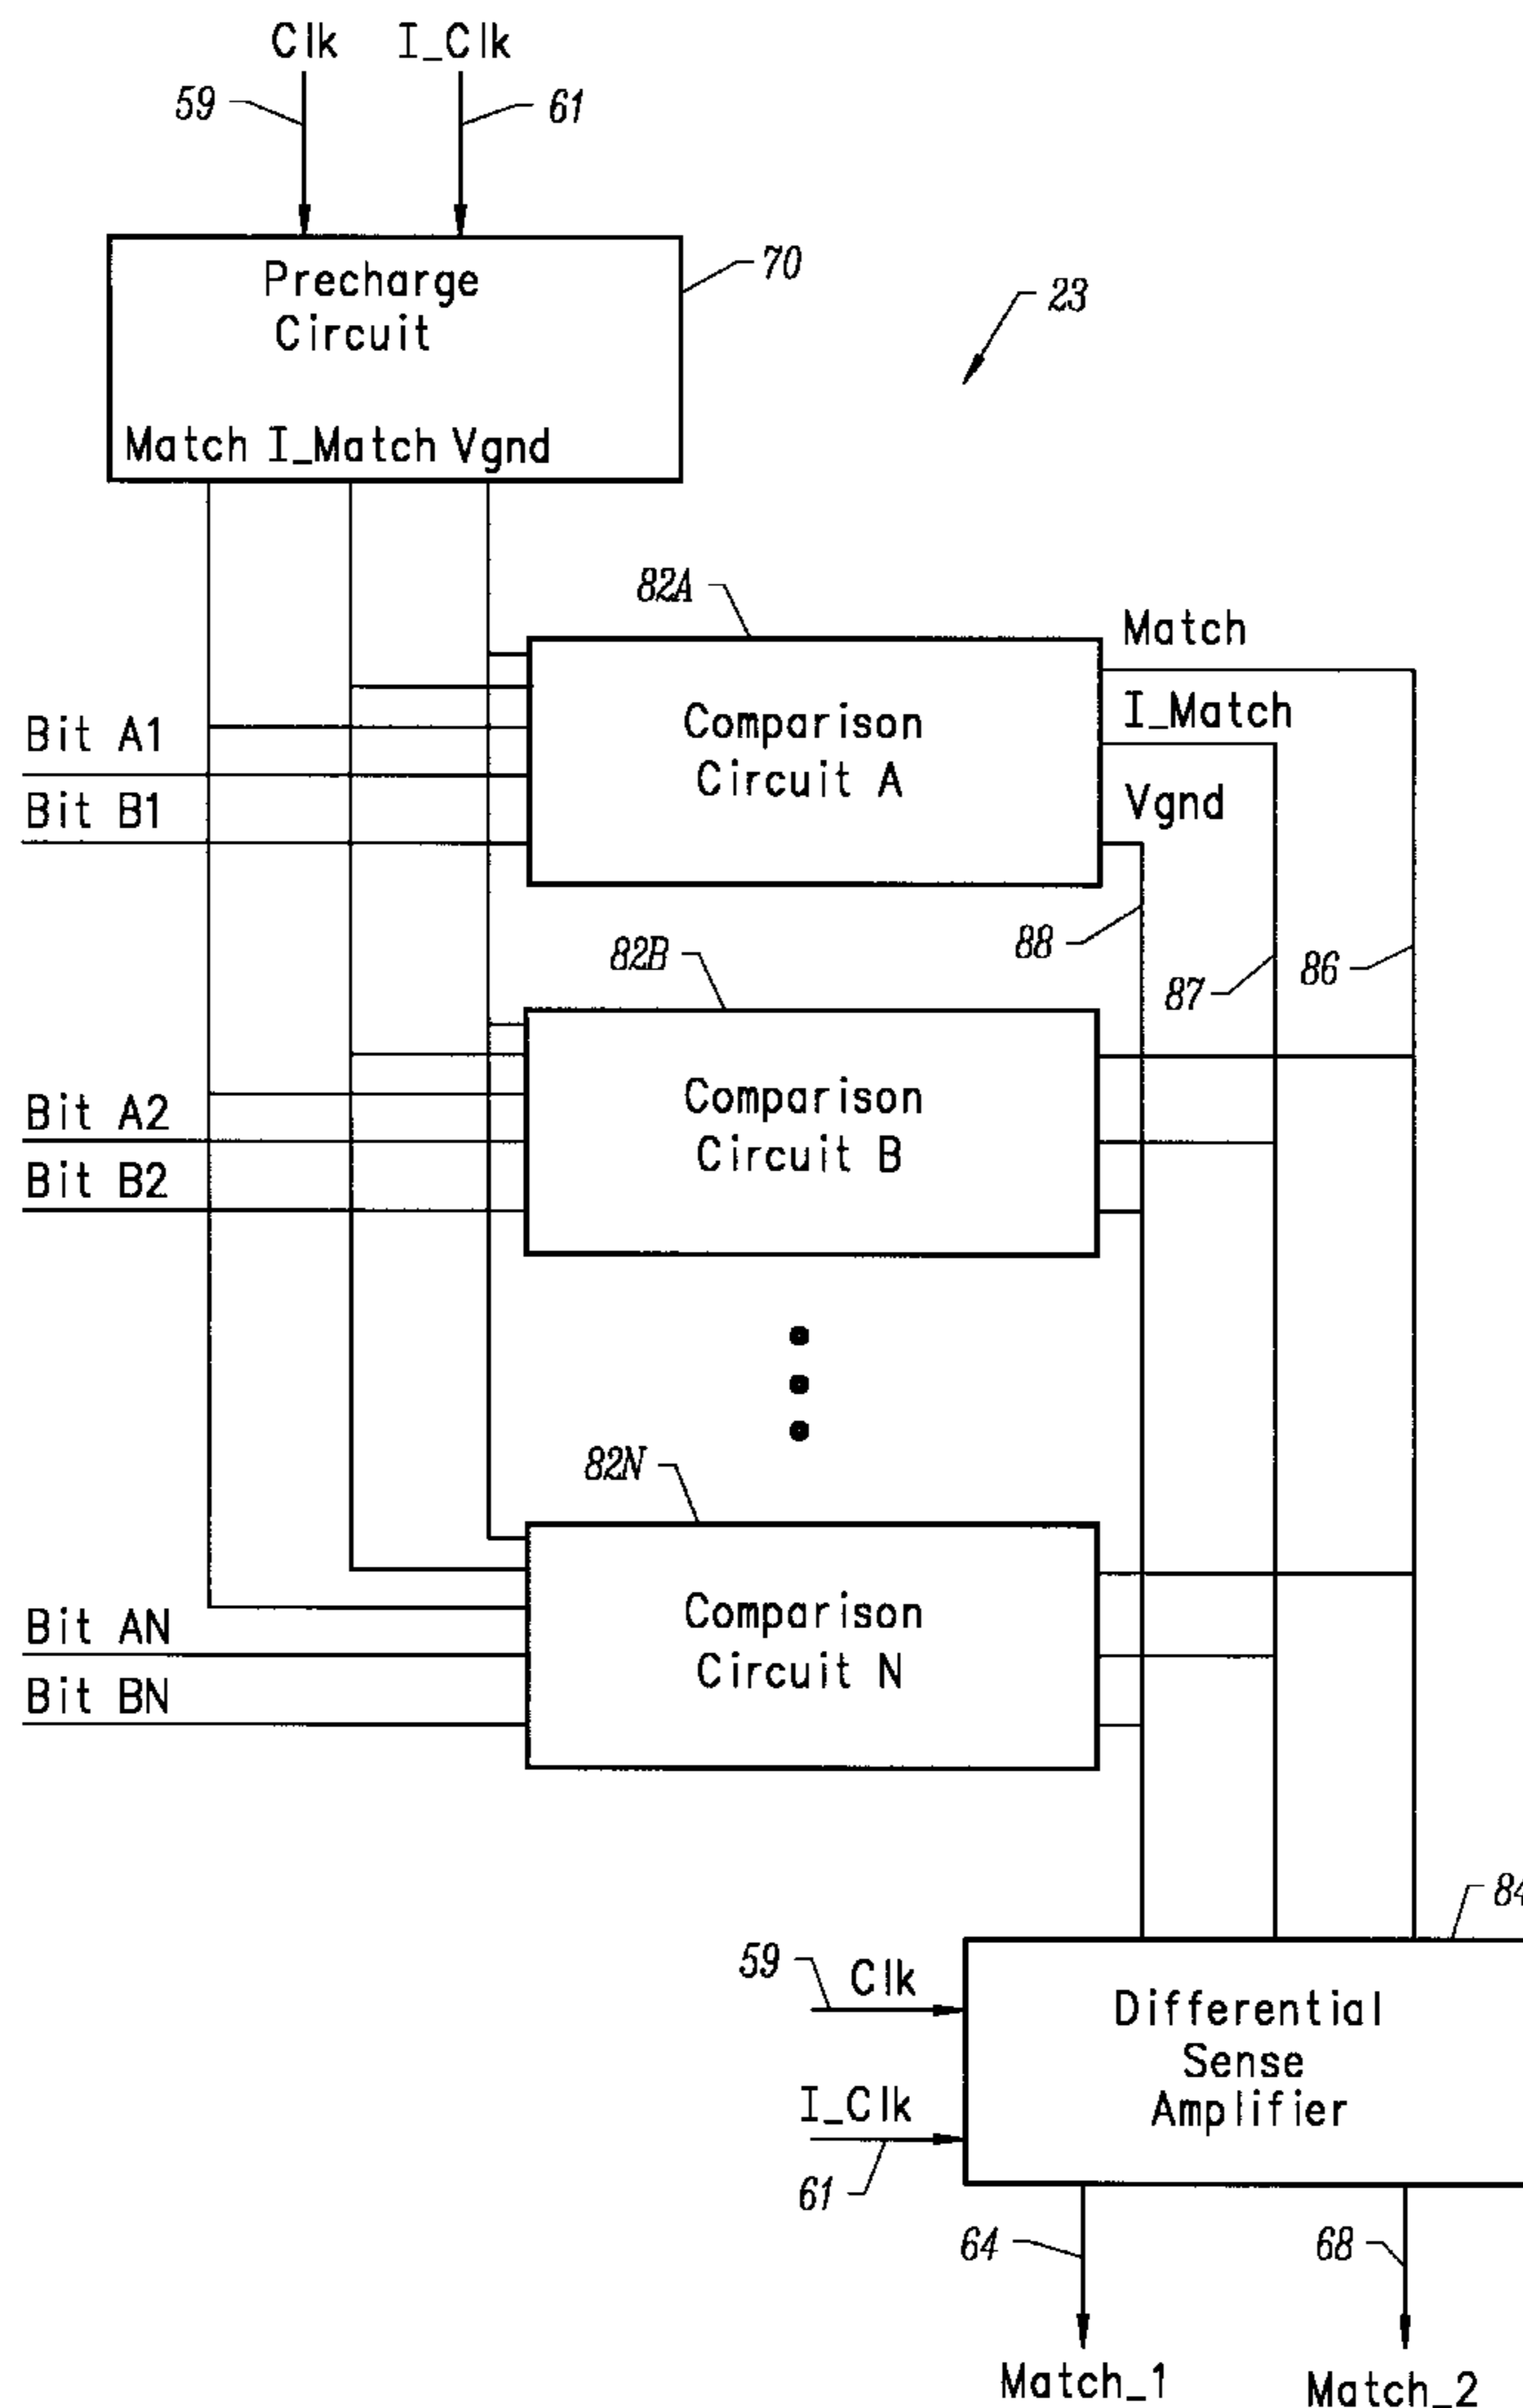 Clk I_Clk
59 61
Precharge
Circuit
70
23
Match I_Match Vgnd
82A
Match
I_Match
Vgnd
Comparison
Circuit A
Bit A1
Bit B1
88 87 86
82B
Comparison
Circuit B
Bit A2
Bit B2
82N
Comparison
Circuit N
Bit AN
Bit BN
84
59 Clk
Differential
Sense
Amplifier
I_Clk
61
64 68
Match_1 Match_2